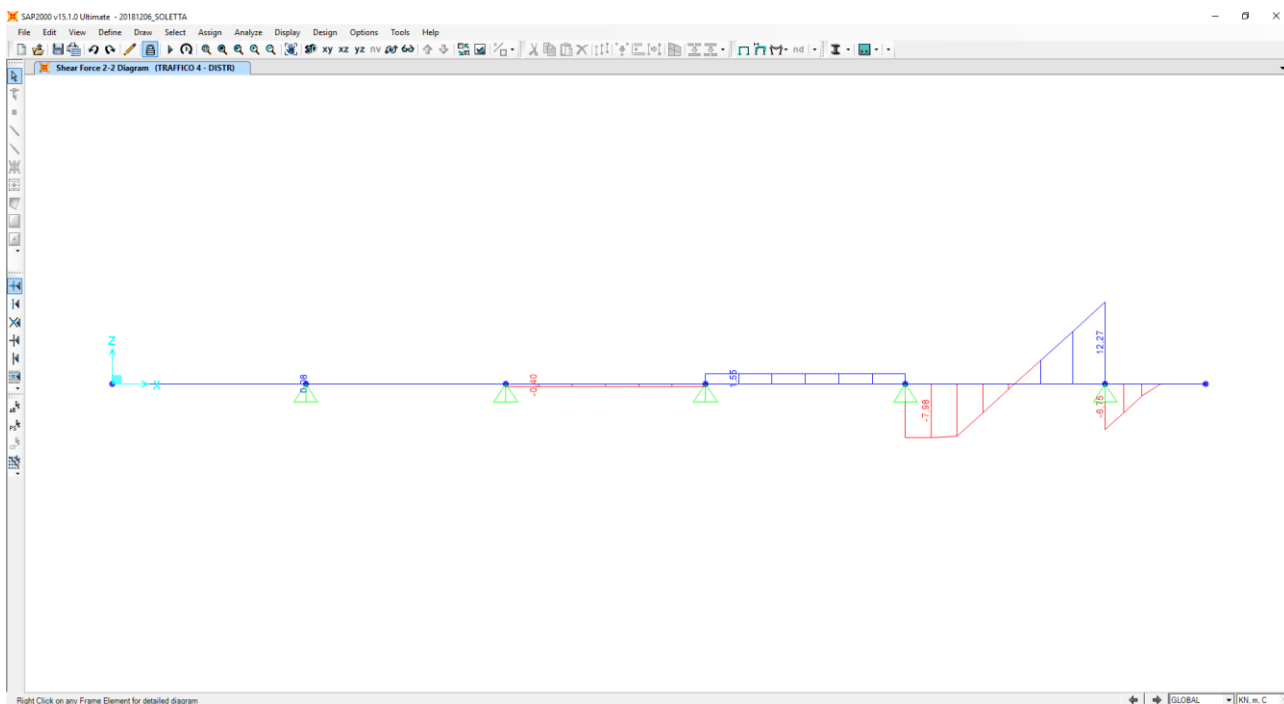 SAP2000 v15.1.0 Ultimate - 20181206_SOLETTA
File Edit View Define Draw Select Assign Analyze Display Design Options Tools Help
xy xz yz nv nd
Shear Force 2-2 Diagram (TRAFFICO 4 - DISTR)
Z
X
-0.40
1.55
-7.98
12.27
-6.75
Right Click on any Frame Element for detailed diagram
GLOBAL KN, m, C